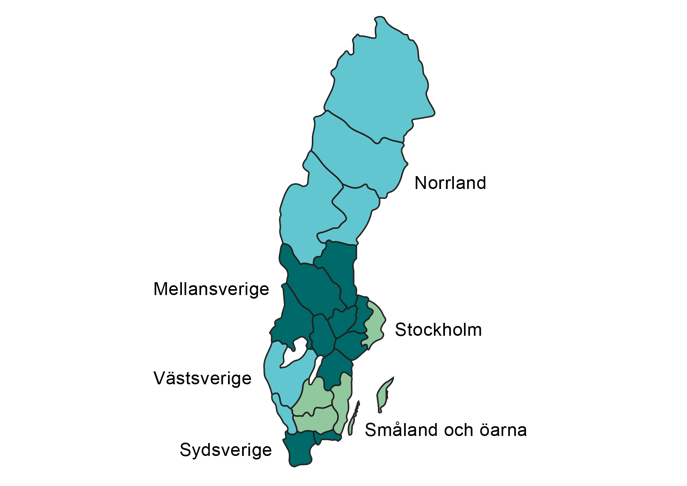 Norrland
Mellansverige
Stockholm
Västsverige
Småland och öarna
Sydsverige